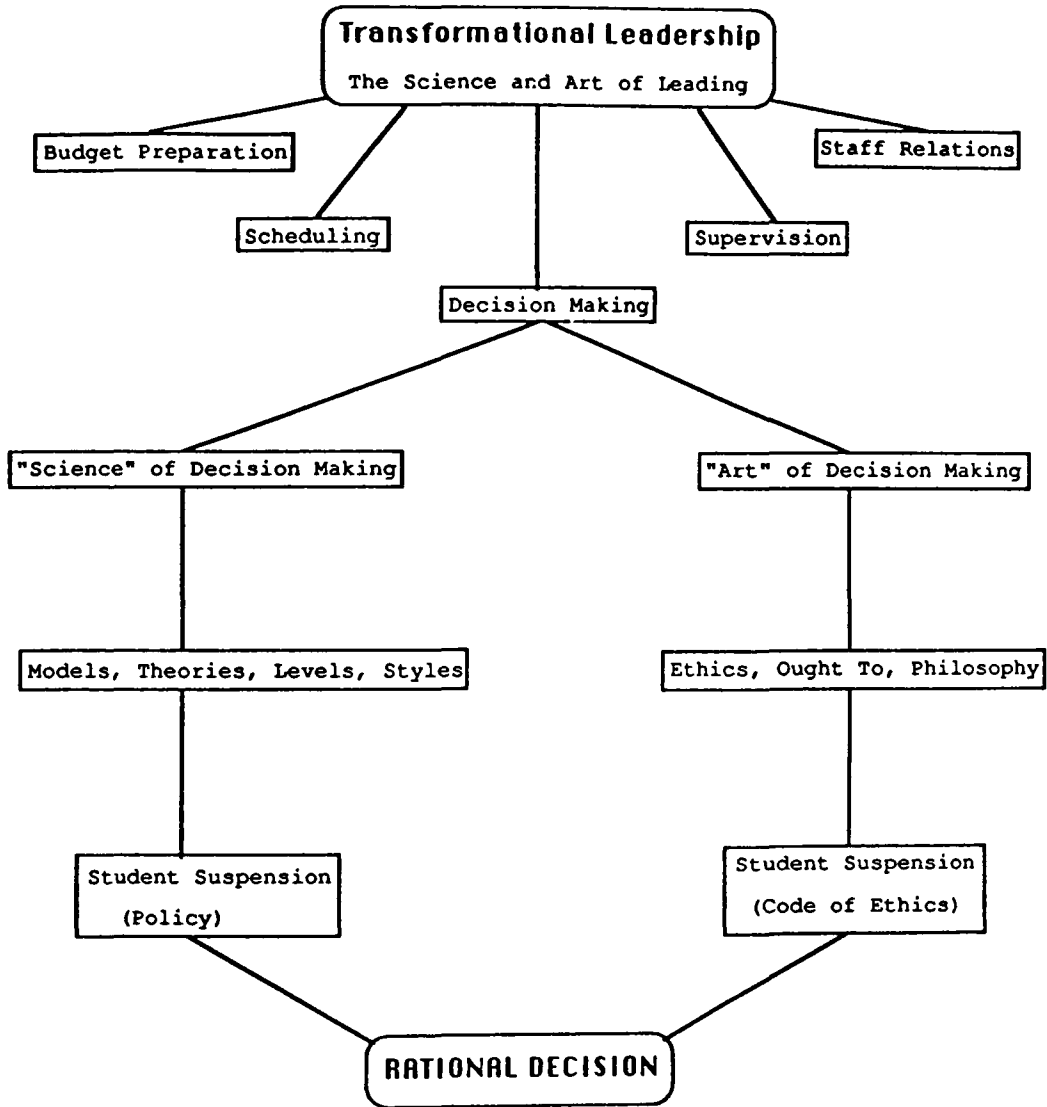 Transformational Leadership
The Science and Art of Leading
Budget Preparation
Staff Relations
Scheduling
Supervision
Decision Making
"Science" of Decision Making
"Art" of Decision Making
Models, Theories, Levels, Styles
Ethics, Ought To, Philosophy
Student Suspension
(Policy)
Student Suspension
(Code of Ethics)
RATIONAL DECISION